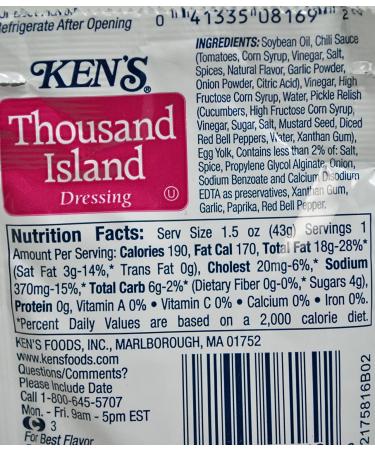 Refrigerate After Opening
0 41335 08169 2
KEN'S®
Thousand
Island
Dressing
U
INGREDIENTS: Soybean Oil, Chili Sauce
(Tomatoes, Corn Syrup, Vinegar, Salt,
Spices, Natural Flavor, Garlic Powder,
Onion Powder, Citric Acid), Vinegar, High
Fructose Corn Syrup, Water, Pickle Relish
(Cucumbers, High Fructose Corn Syrup,
Vinegar, Sugar, Salt, Mustard Seed, Diced
Red Bell Peppers, Water, Xanthan Gum),
Egg Yolk, Contains less than 2% of: Salt,
Spice, Propylene Glycol Alginate, Onion,
Sodium Benzoate and Calcium Disodium
EDTA as preservatives, Xanthan Gum,
Garlic, Paprika, Red Bell Pepper.
Nutrition Facts: Serv Size 1.5 oz (43g) Servings 1
Amount Per Serving: Calories 190, Fat Cal 170, Total Fat 18g-28%*
(Sat Fat 3g-14%,* Trans Fat 0g), Cholest 20mg-6%,* Sodium
370mg-15%,* Total Carb 6g-2%* (Dietary Fiber 0g-0%,* Sugars 4g),
Protein 0g, Vitamin A 0% • Vitamin C 0% • Calcium 0% • Iron 0%.
*Percent Daily Values are based on a 2,000 calorie diet.
KEN'S FOODS, INC., MARLBOROUGH, MA 01752
www.kensfoods.com
Questions/Comments?
Please Include Date
Call 1-800-645-5707
Mon. - Fri. 9am - 5pm EST
C 3
For Best Flavor
2175816B02